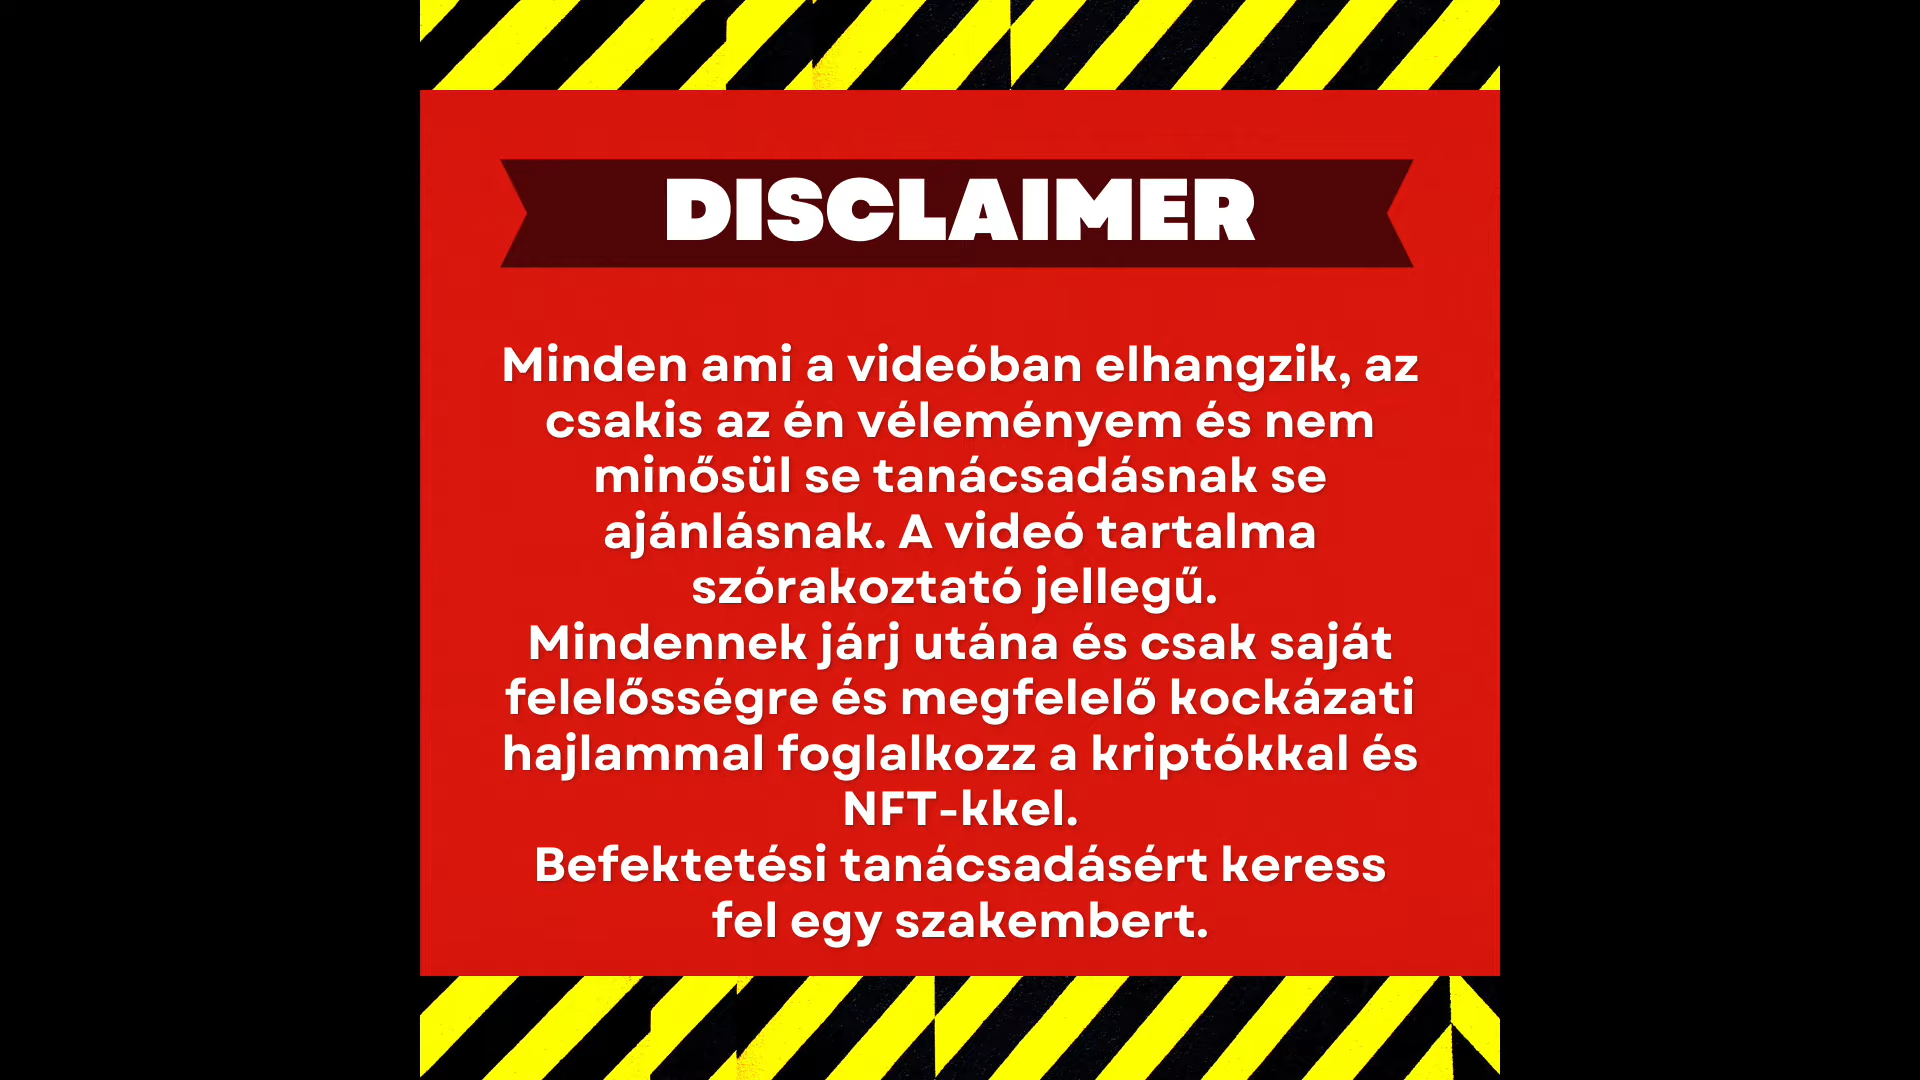 DISCLAIMER
Minden ami a videóban elhangzik, az
csakis az én véleményem és nem
minősül se tanácsadásnak se
ajánlásnak. A videó tartalma
szórakoztató jellegű.
Mindennek járj utána és csak saját
felelősségre és megfelelő kockázati
hajlammal foglalkozz a kriptókkal és
NFT-kkel.
Befektetési tanácsadásért keress
fel egy szakembert.